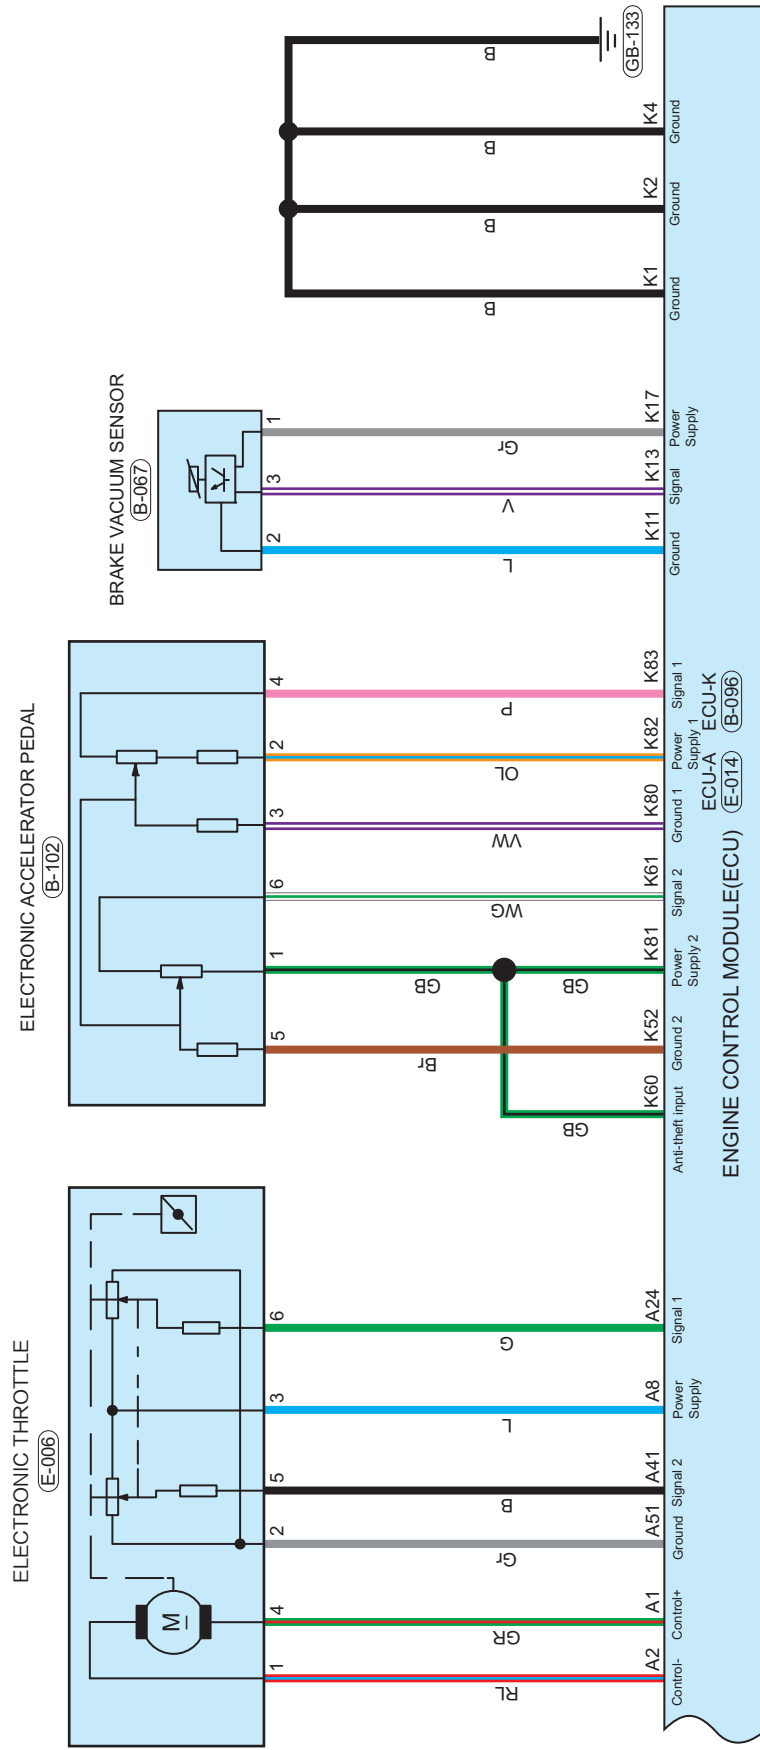 ELECTRONIC THROTTLE
E-006
1
4
2
5
3
6
M
RL
GR
Gr
B
L
G
A2
A1
A51
A41
A8
A24
Control-
Control+
Ground
Signal 2
Power
Supply
Signal 1
ELECTRONIC ACCELERATOR PEDAL
B-102
5
1
6
3
2
4
Br
GB
GB
GB
WG
VW
OL
P
K60
K52
K81
K61
K80
K82
K83
Anti-theft input
Ground 2
Power
Supply 2
Signal 2
Ground 1
Power
Supply 1
Signal 1
BRAKE VACUUM SENSOR
B-067
2
3
1
L
V
Gr
K11
K13
K17
Ground
Signal
Power
Supply
B
B
B
B
GB-133
K1
K2
K4
Ground
Ground
Ground
ECU-A
ECU-K
ENGINE CONTROL MODULE(ECU)
E-014
B-096